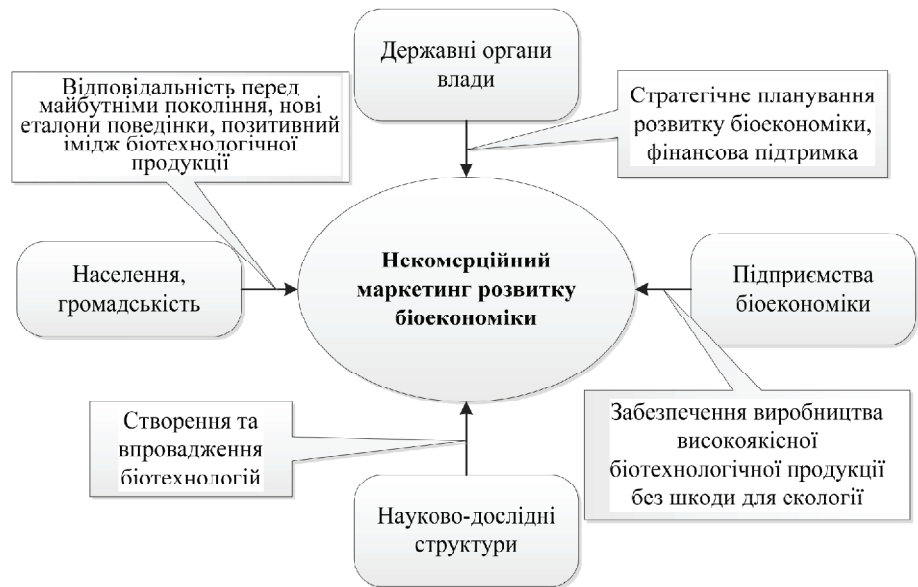 Державні органи
влади
Відповідальність перед
майбутніми покоління, нові
еталони поведінки, позитивний
імідж біотехнологічної
продукції
Стратегічне планування
розвитку біоекономіки,
фінансова підтримка
Населення,
громадськість
Некомерційний
маркетинг розвитку
біоекономіки
Підприємства
біоекономіки
Створення та
впровадження
біотехнологій
Забезпечення виробництва
високоякісної
біотехнологічної продукції
без шкоди для екології
Науково-дослідні
структури